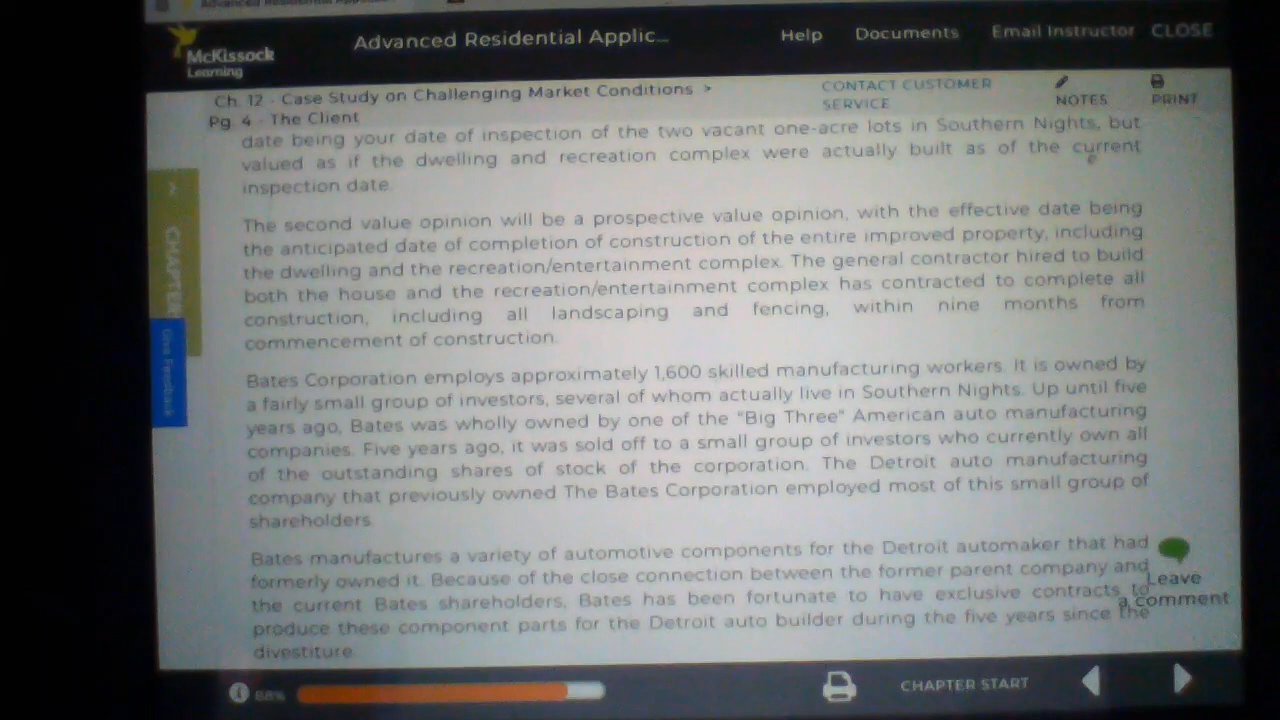 McKissock
Learning
Advanced Residential Applic...
Help
Documents
Email Instructor
CLOSE
Ch. 12 - Case Study on Challenging Market Conditions >
Pg. 4 - The Client
CONTACT CUSTOMER
SERVICE
NOTES
PRINT
date being your date of inspection of the two vacant one-acre lots in Southern Nights, but
valued as if the dwelling and recreation complex were actually built as of the current
inspection date.
The second value opinion will be a prospective value opinion, with the effective date being
the anticipated date of completion of construction of the entire improved property, including
the dwelling and the recreation/entertainment complex. The general contractor hired to build
both the house and the recreation/entertainment complex has contracted to complete all
construction, including all landscaping and fencing, within nine months from
commencement of construction.
Bates Corporation employs approximately 1,600 skilled manufacturing workers. It is owned by
a fairly small group of investors, several of whom actually live in Southern Nights. Up until five
years ago, Bates was wholly owned by one of the "Big Three" American auto manufacturing
companies. Five years ago, it was sold off to a small group of investors who currently own all
of the outstanding shares of stock of the corporation. The Detroit auto manufacturing
company that previously owned The Bates Corporation employed most of this small group of
shareholders.
Bates manufactures a variety of automotive components for the Detroit automaker that had
formerly owned it. Because of the close connection between the former parent company and
the current Bates shareholders, Bates has been fortunate to have exclusive contracts to
produce these component parts for the Detroit auto builder during the five years since the
divestiture.
CHAPTER
Give Feedback
Leave
a comment
88%
CHAPTER START